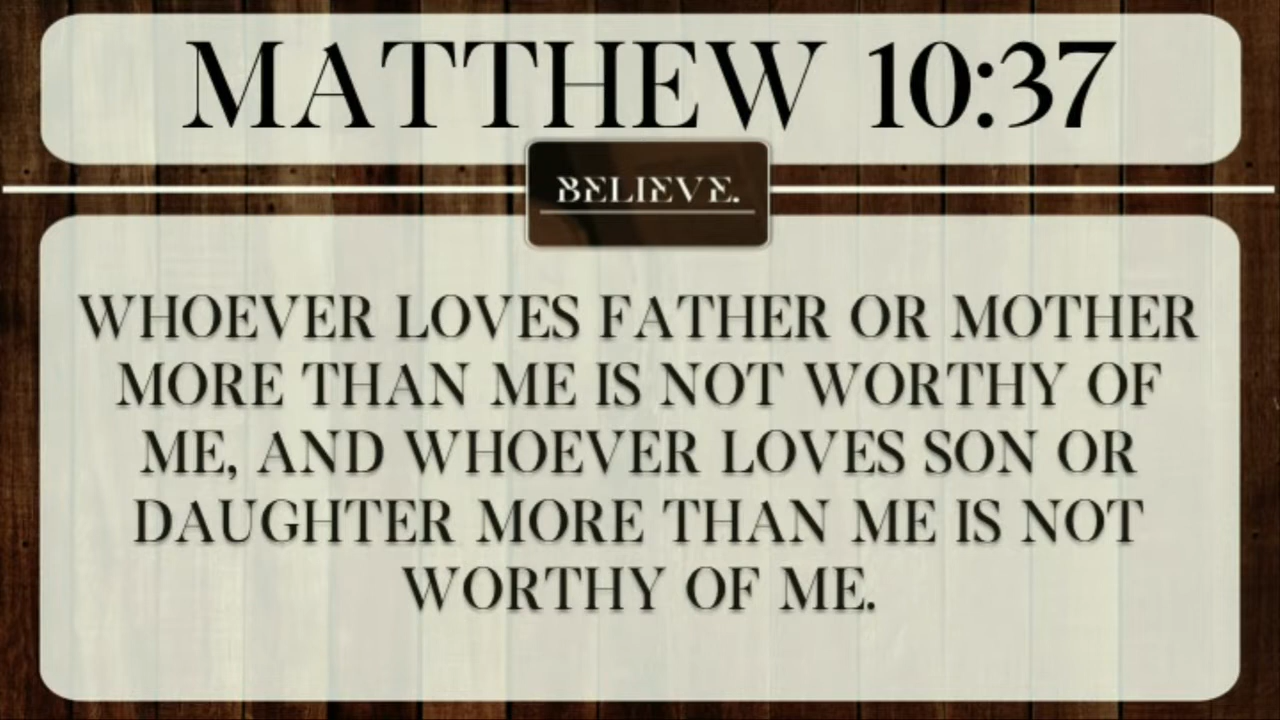 MATTHEW 10:37
BELIEVE.
WHOEVER LOVES FATHER OR MOTHER
MORE THAN ME IS NOT WORTHY OF
ME, AND WHOEVER LOVES SON OR
DAUGHTER MORE THAN ME IS NOT
WORTHY OF ME.